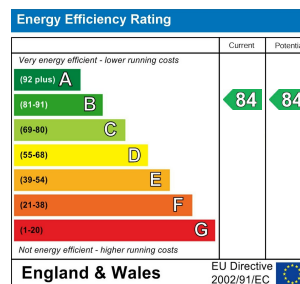 Energy Efficiency Rating
Current Potentia
Very energy efficient - lower running costs
(92 plus) A
(81-91) B
84 84
(69-80) C
(55-68) D
(39-54) E
(21-38) F
(1-20) G
Not energy efficient - higher running costs
England & Wales
EU Directive
2002/91/EC